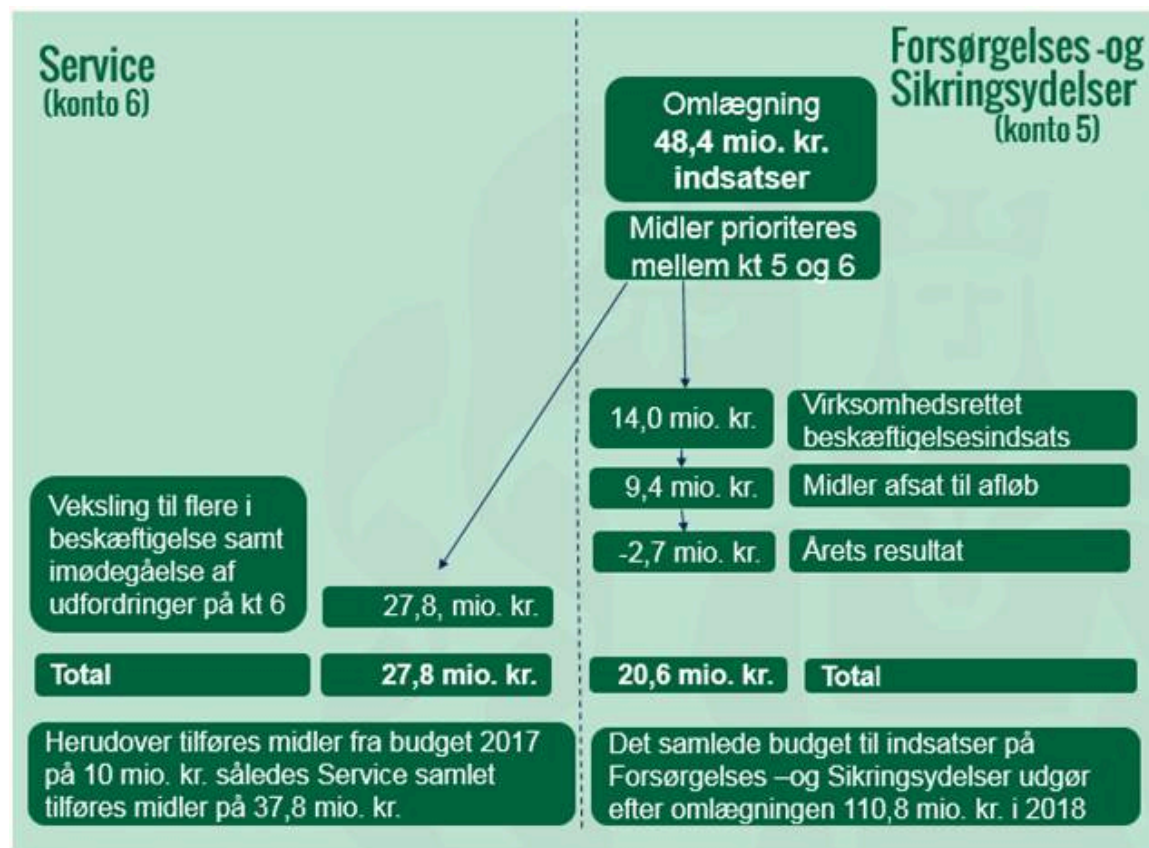 Service
(konto 6)
Forsørgelses -og
Sikringsydelser
(konto 5)
Omlægning
48,4 mio. kr.
indsatser
Midler prioriteres
mellem kt 5 og 6
14,0 mio. kr.
Virksomhedsrettet
beskæftigelsesindsats
9,4 mio. kr.
Midler afsat til afløb
-2,7 mio. kr.
Årets resultat
Veksling til flere i
beskæftigelse samt
imødegåelse af
udfordringer på kt 6
27,8, mio. kr.
Total
27,8 mio. kr.
20,6 mio. kr.
Total
Herudover tilføres midler fra budget 2017
på 10 mio. kr. således Service samlet
tilføres midler på 37,8 mio. kr.
Det samlede budget til indsatser på
Forsørgelses –og Sikringsydelser udgør
efter omlægningen 110,8 mio. kr. i 2018